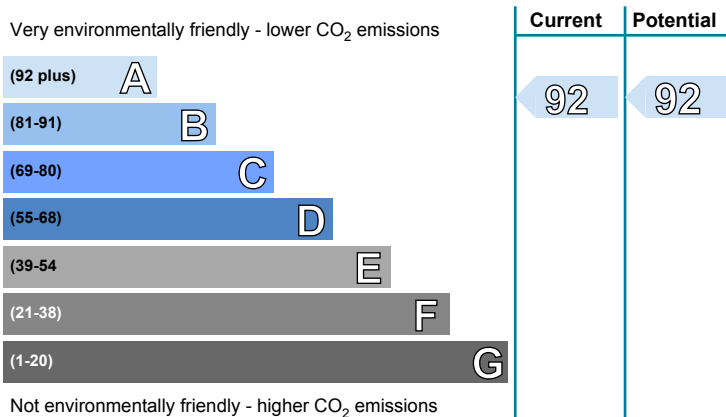 Very environmentally friendly - lower CO2 emissions
Current Potential
(92 plus) A
92 92
(81-91) B
(69-80) C
(55-68) D
(39-54 E
(21-38) F
(1-20) G
Not environmentally friendly - higher CO2 emissions